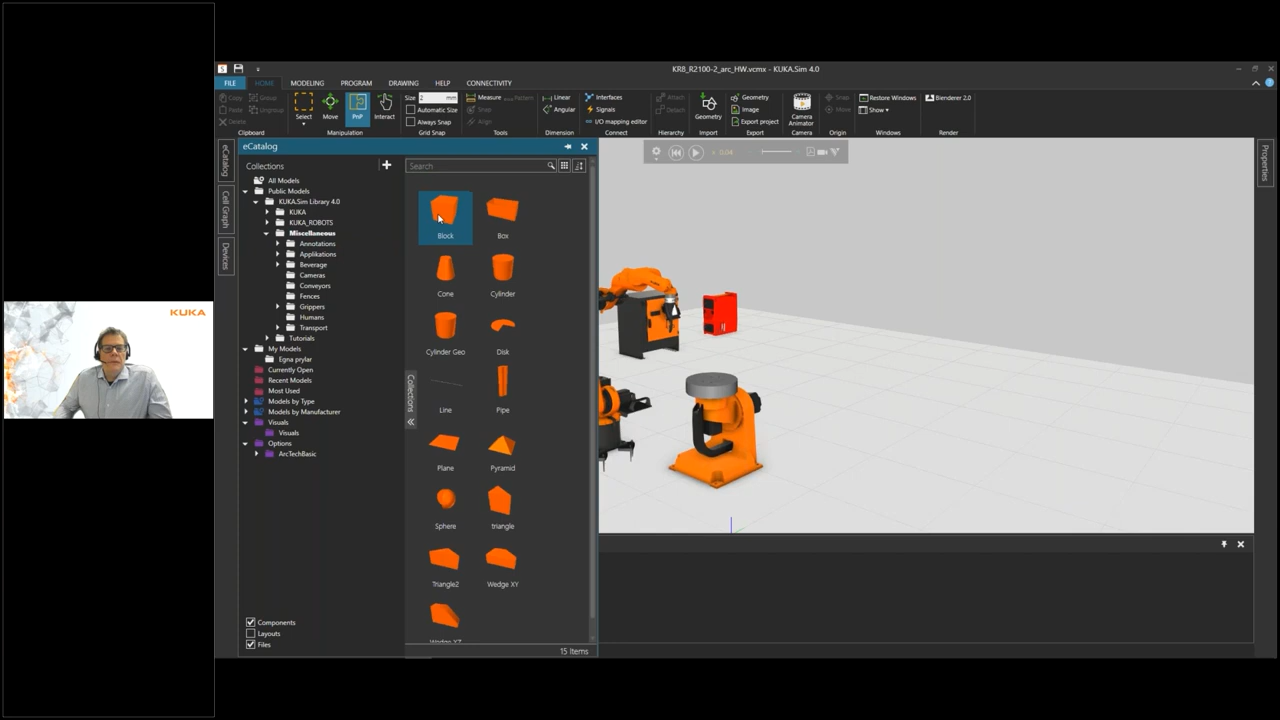 KR8_R2100-2_arc_HW.vcmx - KUKA.Sim 4.0
FILE HOME MODELING PROGRAM DRAWING HELP CONNECTIVITY
Copy Group
Paste Ungroup
Delete
Clipboard
Select Move PnP Interact
Manipulation
Size 2 mm
Automatic Size
Always Snap
Grid Snap
Measure Pattern
Snap
Align
Tools
Linear
Angular
Dimension
Interfaces
Signals
I/O mapping editor
Connect
Attach
Detach
Hierarchy
Geometry
Import
Geometry
Image
Export project
Export
Camera
Animator
Camera
Snap
Move
Origin
Restore Windows
Show
Windows
Blenderer 2.0
Render
eCatalog
Cell Graph
Devices
eCatalog
Collections
All Models
Public Models
KUKA.Sim Library 4.0
KUKA
KUKA_ROBOTS
Miscellaneous
Annotations
Applikations
Beverage
Cameras
Conveyors
Fences
Grippers
Humans
Transport
Tutorials
My Models
Egna prylar
Currently Open
Recent Models
Most Used
Models by Type
Models by Manufacturer
Visuals
Visuals
Options
ArcTechBasic
Components
Layouts
Files
Collections
Search
Block Box
Cone Cylinder
Cylinder Geo Disk
Line Pipe
Plane Pyramid
Sphere triangle
Triangle2 Wedge XY
Wedge XZ
15 Items
0:04
Properties
KUKA